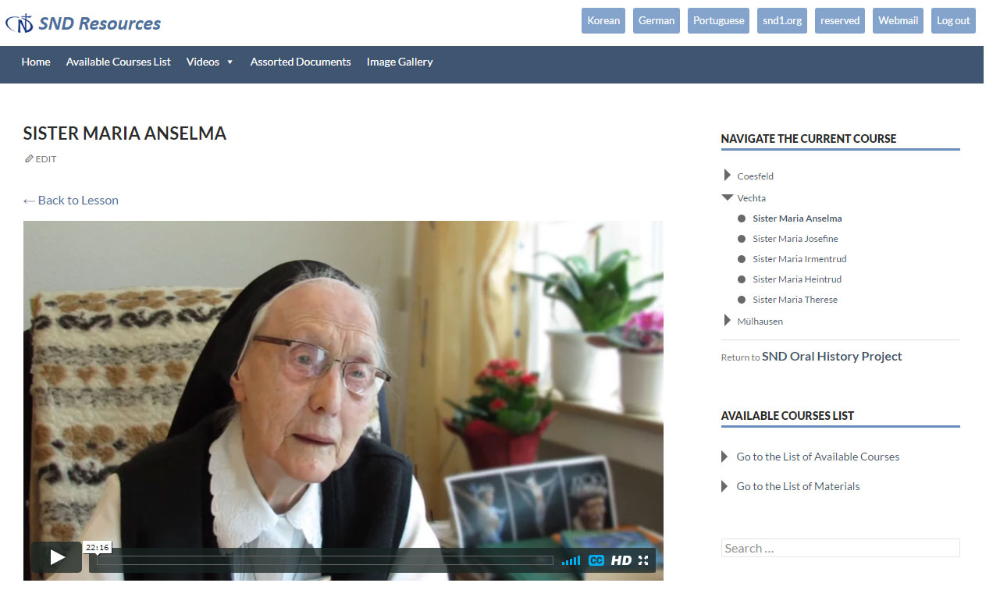 SND Resources
Korean German Portuguese snd1.org reserved Webmail Log out
Home Available Courses List Videos Assorted Documents Image Gallery
SISTER MARIA ANSELMA
EDIT
← Back to Lesson
22:16
CC HD
NAVIGATE THE CURRENT COURSE
Coesfeld
Vechta
Sister Maria Anselma
Sister Maria Josefine
Sister Maria Irmentrud
Sister Maria Heintrud
Sister Maria Therese
Mülhausen
Return to SND Oral History Project
AVAILABLE COURSES LIST
Go to the List of Available Courses
Go to the List of Materials
Search ...